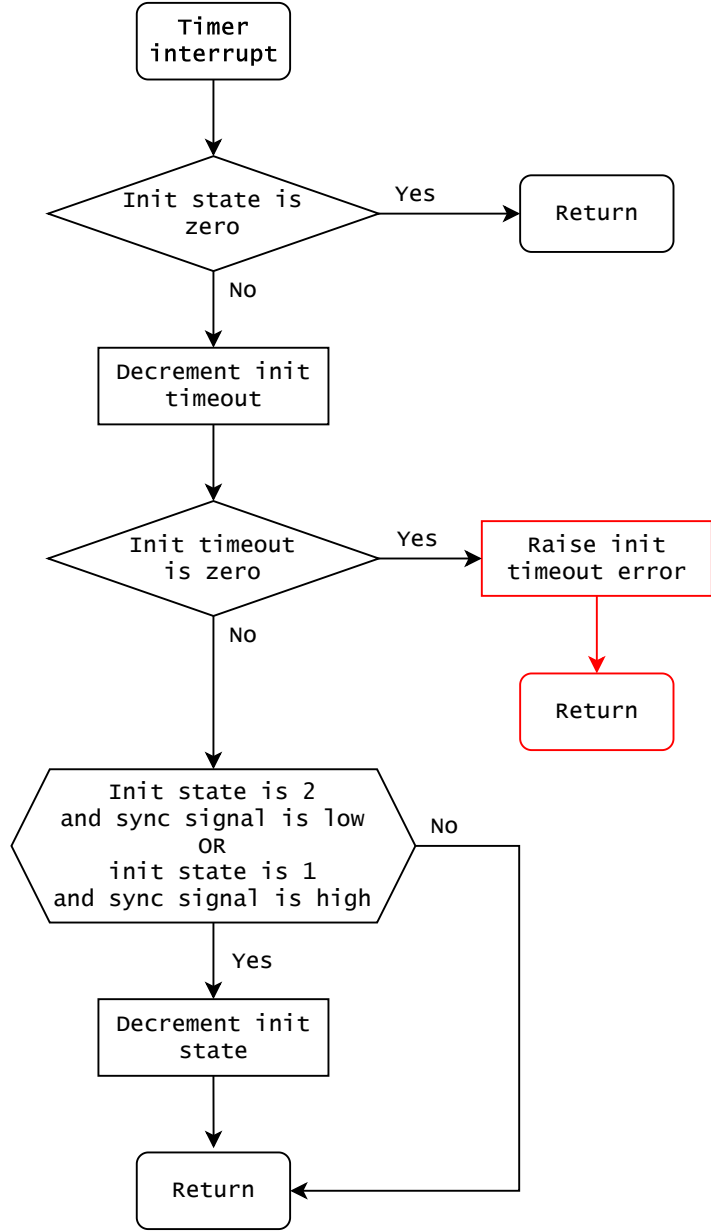 Timer
interrupt
Init state is
zero
Yes
Return
No
Decrement init
timeout
Init timeout
is zero
Yes
Raise init
timeout error
No
Return
Init state is 2
and sync signal is low
OR
init state is 1
and sync signal is high
No
Yes
Decrement init
state
Return